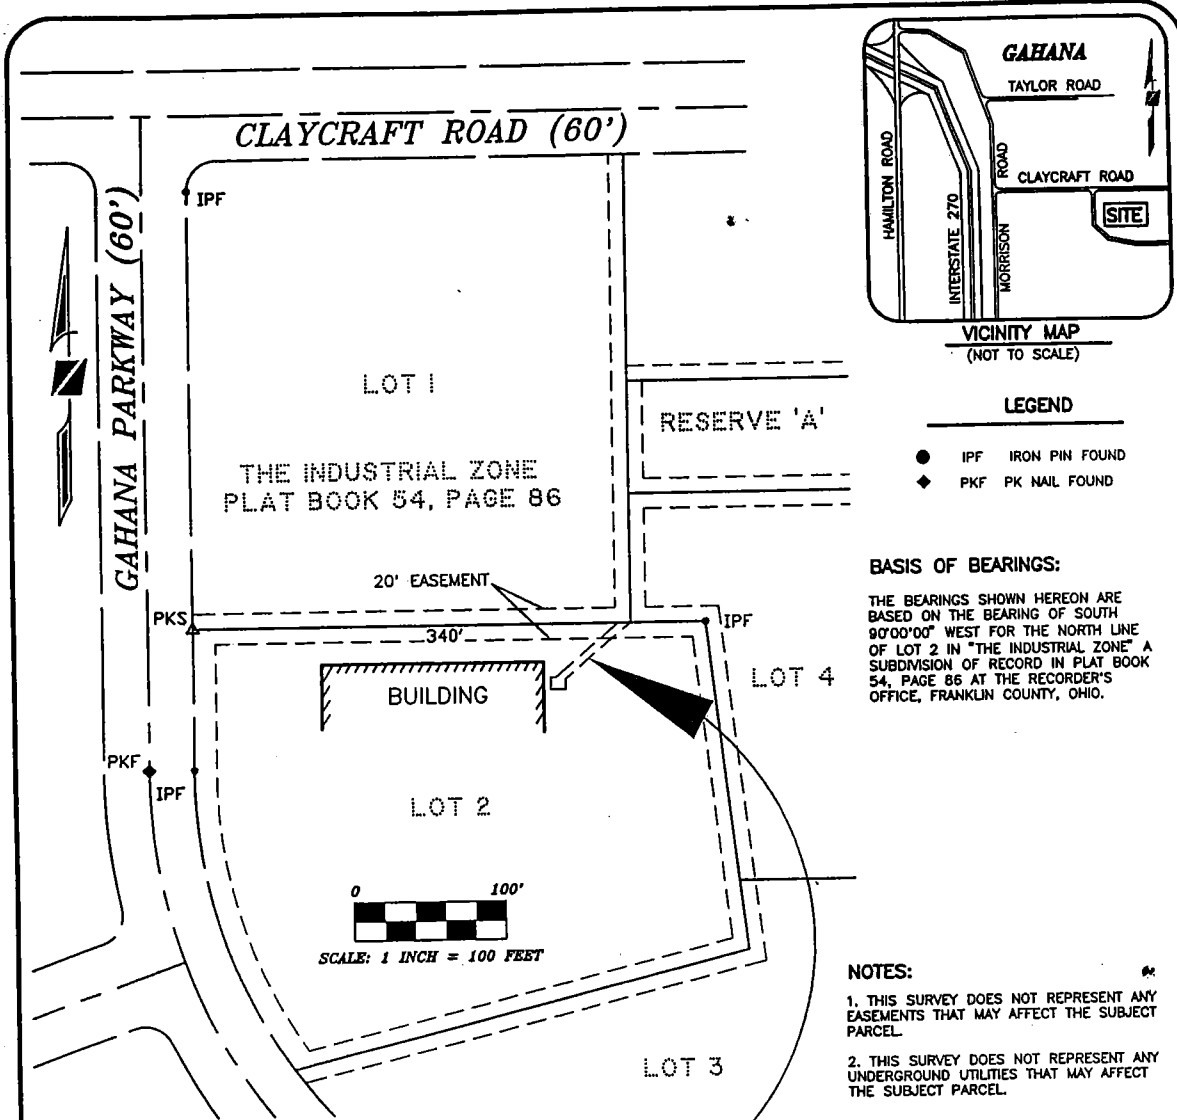 CLAYCRAFT ROAD (60')
GAHANA PARKWAY (60')
IPF
LOT 1
THE INDUSTRIAL ZONE
PLAT BOOK 54, PAGE 86
RESERVE 'A'
20' EASEMENT
PKS
340'
IPF
BUILDING
LOT 4
PKF
IPF
LOT 2
0 100'
SCALE: 1 INCH = 100 FEET
LOT 3
GAHANA
TAYLOR ROAD
HAMILTON ROAD
INTERSTATE 270
MORRISON ROAD
CLAYCRAFT ROAD
SITE
VICINITY MAP
(NOT TO SCALE)
LEGEND
IPF IRON PIN FOUND
PKF PK NAIL FOUND
BASIS OF BEARINGS:
THE BEARINGS SHOWN HEREON ARE
BASED ON THE BEARING OF SOUTH
90°00'00" WEST FOR THE NORTH LINE
OF LOT 2 IN "THE INDUSTRIAL ZONE" A
SUBDIVISION OF RECORD IN PLAT BOOK
54, PAGE 86 AT THE RECORDER'S
OFFICE, FRANKLIN COUNTY, OHIO.
NOTES:
1. THIS SURVEY DOES NOT REPRESENT ANY
EASEMENTS THAT MAY AFFECT THE SUBJECT
PARCEL.
2. THIS SURVEY DOES NOT REPRESENT ANY
UNDERGROUND UTILITIES THAT MAY AFFECT
THE SUBJECT PARCEL.